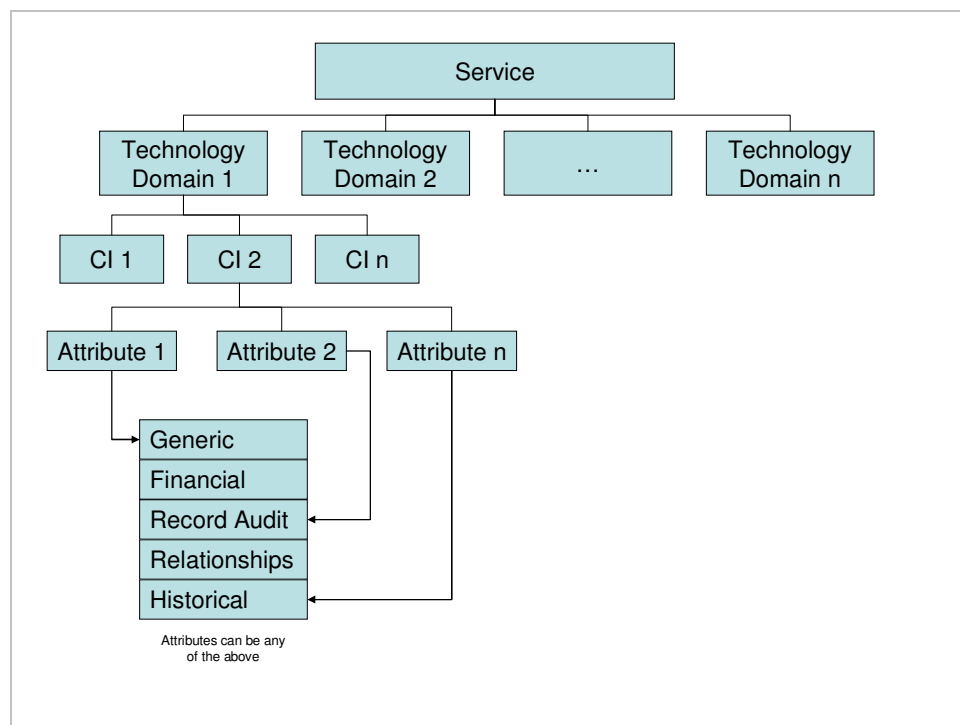 Service
Technology
Domain 1
Technology
Domain 2
...
Technology
Domain n
CI 1
CI 2
CI n
Attribute 1
Attribute 2
Attribute n
Generic
Financial
Record Audit
Relationships
Historical
Attributes can be any
of the above